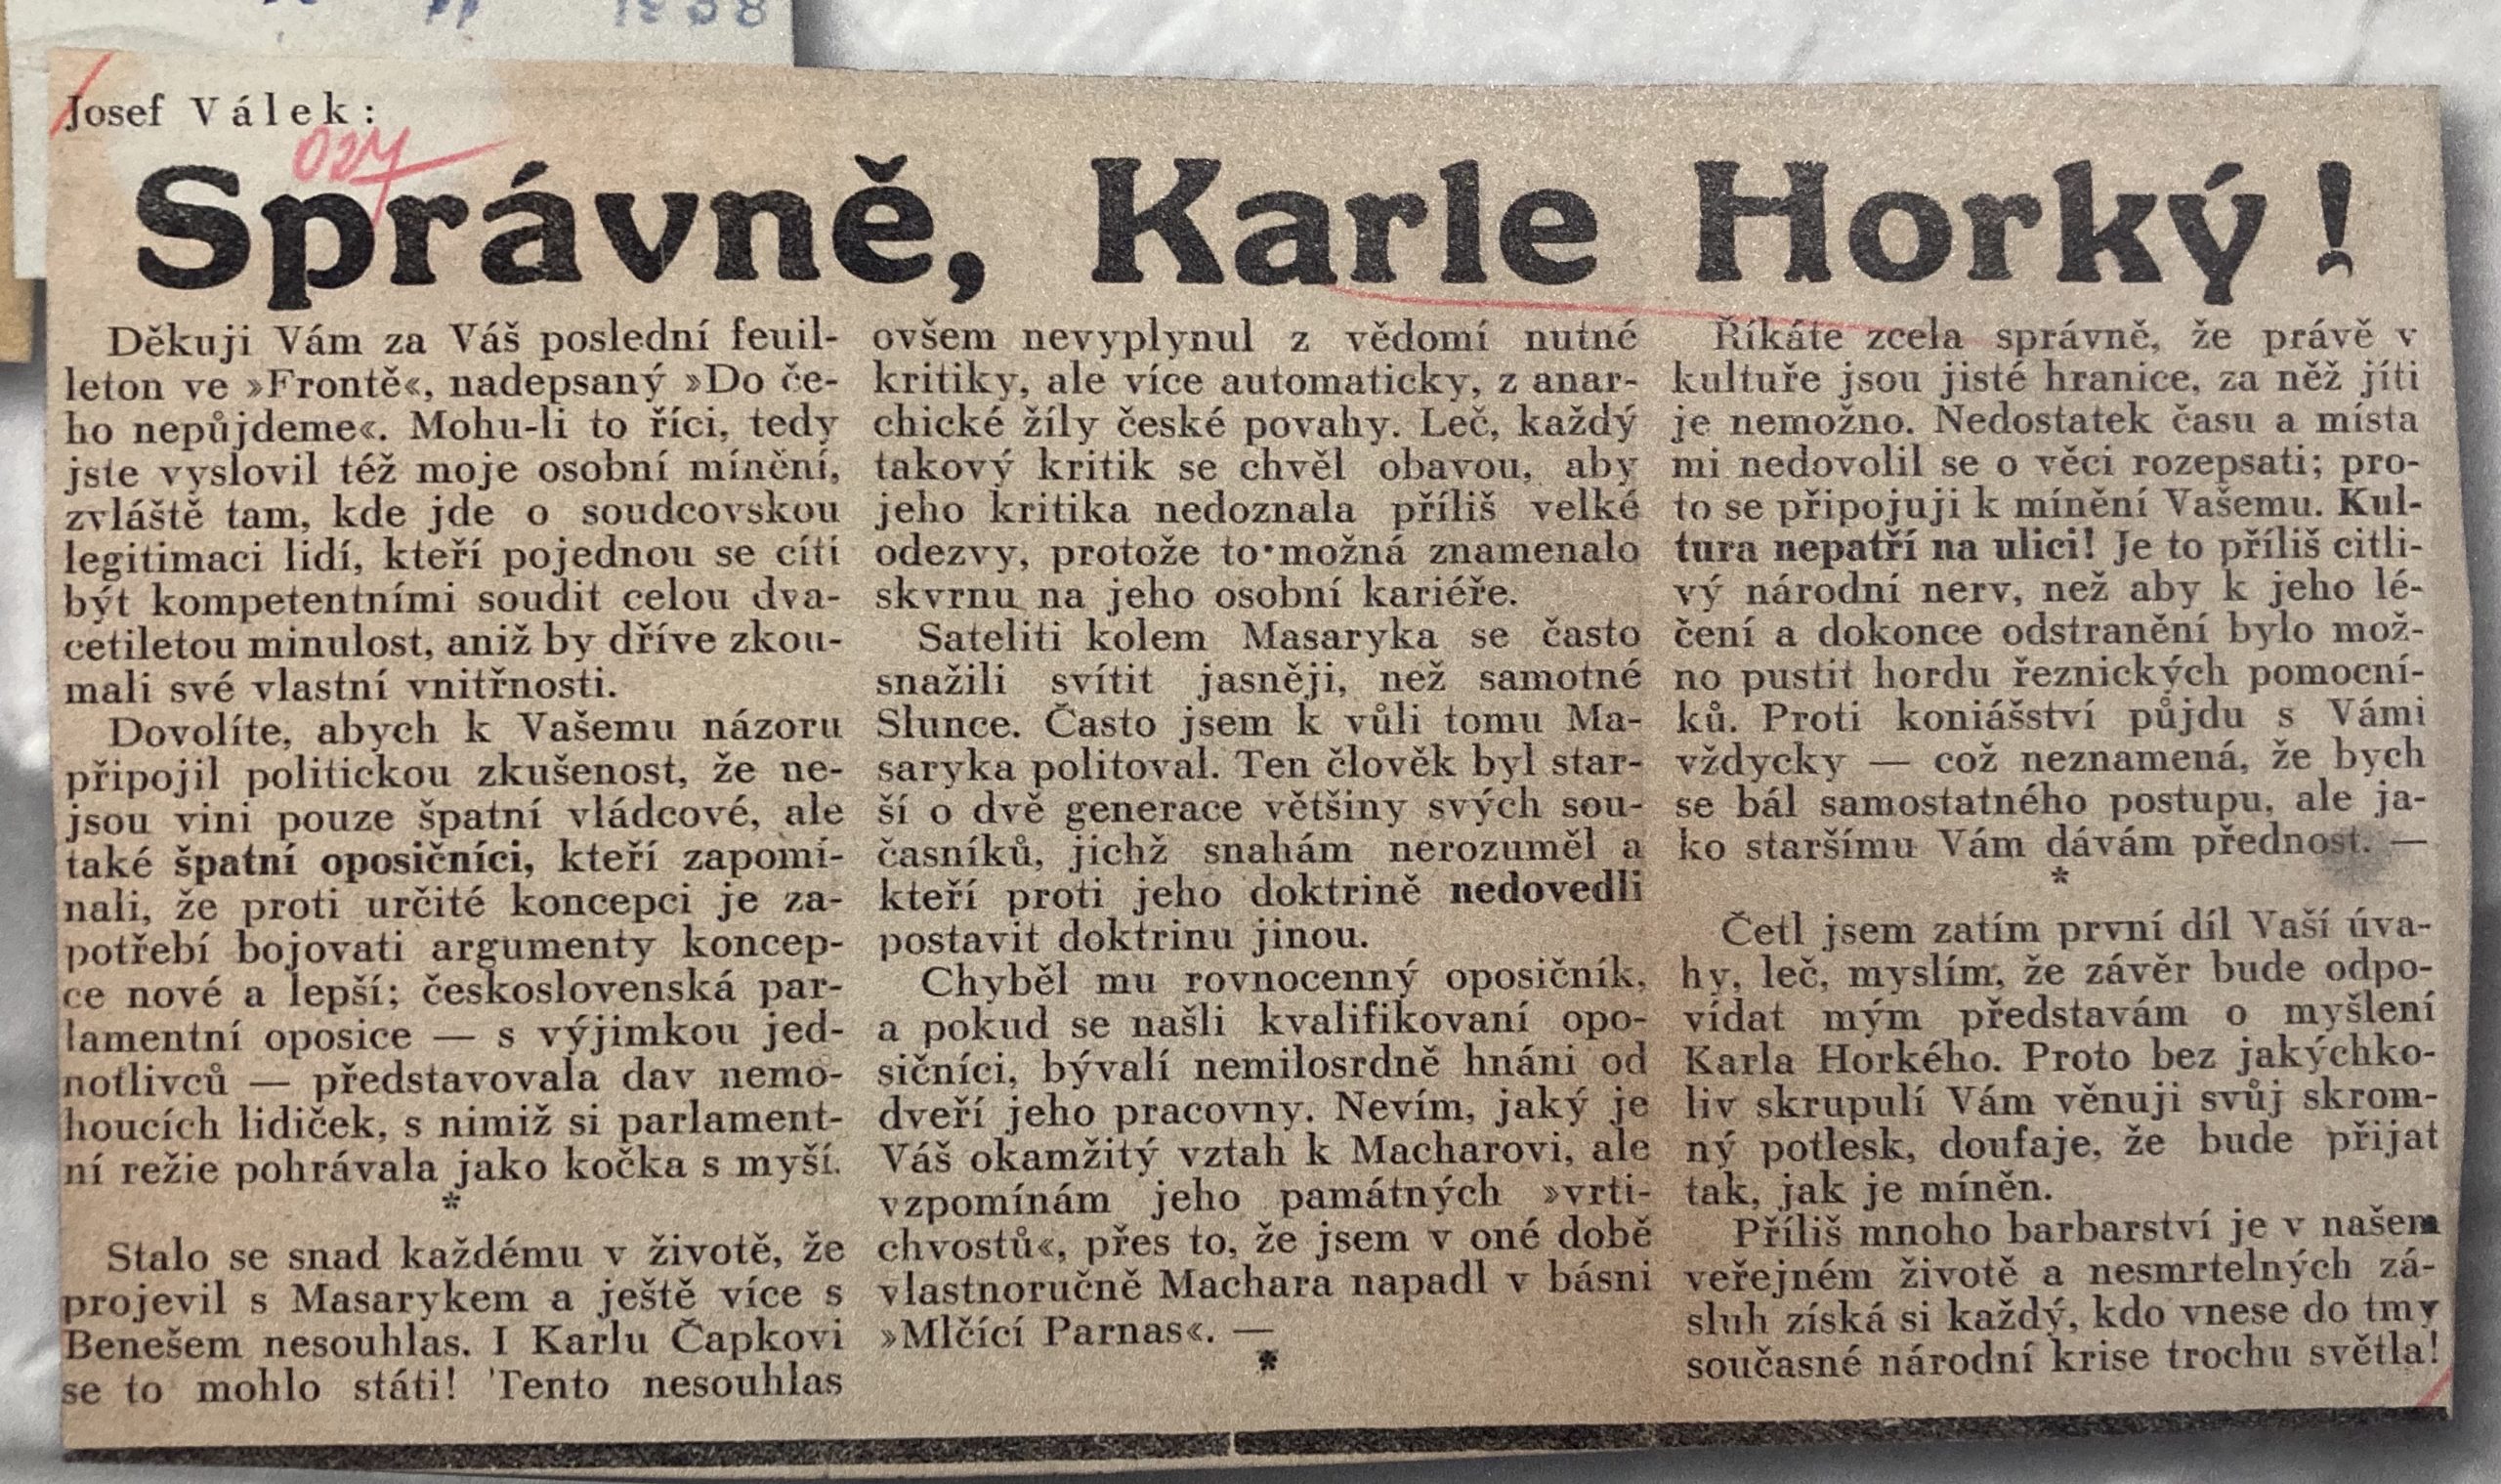 1938
Josef Válek:
Správně, Karle Horký!
Děkuji Vám za Váš poslední feuil-
leton ve »Frontě«, nadepsaný »Do če-
ho nepůjdeme«. Mohu-li to říci, tedy
jste vyslovil též moje osobní mínění,
zvláště tam, kde jde o soudcovskou
legitimaci lidí, kteří pojednou se cíti
být kompetentními soudit celou dva-
cetiletou minulost, aniž by dříve zkou-
mali své vlastní vnitřnosti.
Dovolíte, abych k Vašemu názoru
připojil politickou zkušenost, že ne-
jsou vini pouze špatní vládcové, ale
také špatní oposičníci, kteří zapomí-
nali, že proti určité koncepci je za-
potřebí bojovati argumenty koncep-
ce nové a lepší; československá par-
lamentní oposice — s výjimkou jed-
notlivců — představovala dav nemo-
houcích lidiček, s nimiž si parlament-
ní režie pohrávala jako kočka s myší.
*
Stalo se snad každému v životě, že
projevil s Masarykem a ještě více s
Benešem nesouhlas. I Karlu Čapkovi
se to mohlo státi! 'Tento nesouhlas
ovšem nevyplynul z vědomí nutné
kritiky, ale více automaticky, z anar-
chické žíly české povahy. Leč, každý
takový kritik se chvěl obavou, aby
jeho kritika nedoznala příliš velké
odezvy, protože to možná znamenalo
skvrnu na jeho osobní kariéře.
Sateliti kolem Masaryka se často
snažili svítit jasněji, než samotné
Slunce. Často jsem k vůli tomu Ma-
saryka politoval. Ten člověk byl star-
ší o dvě generace většiny svých sou-
časníků, jichž snahám nerozuměl a
kteří proti jeho doktrině nedovedli
postavit doktrinu jinou.
Chyběl mu rovnocenný oposičník,
a pokud se našli kvalifikovaní opo-
sičníci, bývalí nemilosrdně hnáni od
dveří jeho pracovny. Nevím, jaký je
Váš okamžitý vztah k Macharovi, ale
vzpomínám jeho památných »vrti-
chvostů«, přes to, že jsem v oné době
vlastnoručně Machara napadl v básni
»Mlčící Parnas«. —
*
Říkáte zcela správně, že právě v
kultuře jsou jisté hranice, za něž jíti
je nemožno. Nedostatek času a místa
mi nedovolil se o věci rozepsati; pro-
to se připojuji k mínění Vašemu. Kul-
tura nepatří na ulici! Je to příliš citli-
vý národní nerv, než aby k jeho lé-
čení a dokonce odstranění bylo mož-
no pustit hordu řeznických pomocní-
ků. Proti koniášství půjdu s Vámi
vždycky — což neznamená, že bych
se bál samostatného postupu, ale ja-
ko staršímu Vám dávám přednost. —
*
Četl jsem zatím první díl Vaší úva-
hy, leč, myslím, že závěr bude odpo-
vídat mým představám o myšlení
Karla Horkého. Proto bez jakýchko-
liv skrupulí Vám věnuji svůj skrom-
ný potlesk, doufaje, že bude přijat
tak, jak je míněn.
Příliš mnoho barbarství je v našem
veřejném životě a nesmrtelných zá-
sluh získá si každý, kdo vnese do tmy
současné národní krise trochu světla!